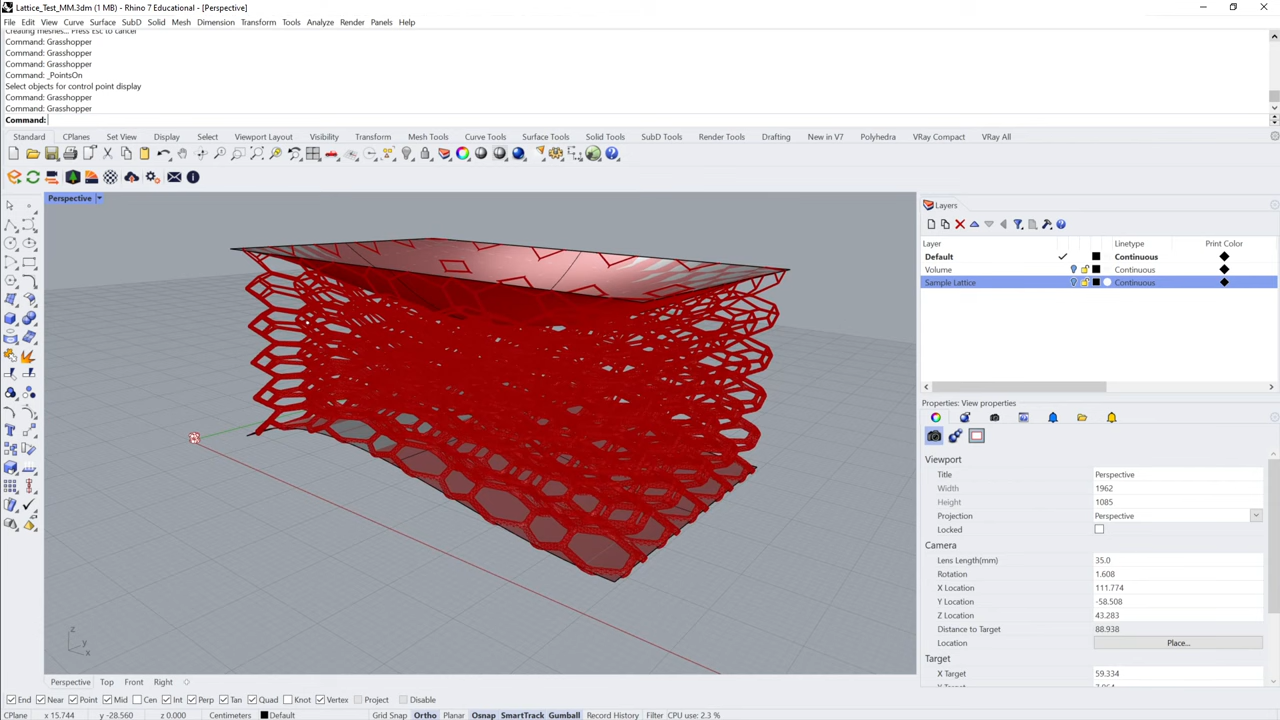 Lattice_Test_MM.3dm (1 MB) - Rhino 7 Educational - [Perspective]
File Edit View Curve Surface SubD Solid Mesh Dimension Transform Tools Analyze Render Panels Help
Creating meshes... Press Esc to cancel
Command: Grasshopper
Command: Grasshopper
Command: Grasshopper
Command: _PointsOn
Select objects for control point display
Command: Grasshopper
Command: Grasshopper
Command:
Standard CPlanes Set View Display Select Viewport Layout Visibility Transform Mesh Tools Curve Tools Surface Tools Solid Tools SubD Tools Render Tools Drafting New in V7 Polyhedra VRay Compact VRay All
Perspective
Layers
Layer Linetype Print Color
Default Continuous
Volume Continuous
Sample Lattice Continuous
Properties: View properties
Viewport
Title Perspective
Width 1962
Height 1085
Projection Perspective
Locked
Camera
Lens Length(mm) 35.0
Rotation 1.608
X Location 111.774
Y Location -58.508
Z Location 43.283
Distance to Target 88.938
Location Place...
Target
X Target 59.334
z
y
x
Perspective Top Front Right
End Near Point Mid Cen Int Perp Tan Quad Knot Vertex Project Disable
CPlane x 15.744 y -28.560 z 0.000 Centimeters Default Grid Snap Ortho Planar Osnap SmartTrack Gumball Record History Filter CPU use: 2.3 %